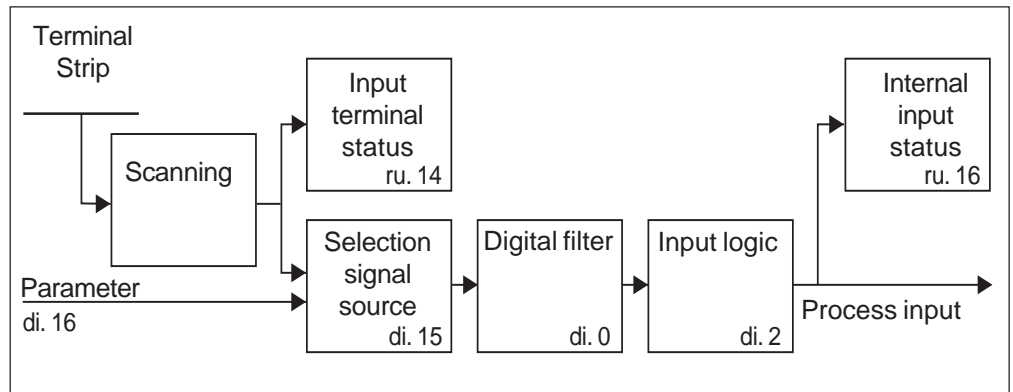 Terminal
Strip
Scanning
Input
terminal
status
ru. 14
Internal
input
status
ru. 16
Parameter
di. 16
Selection
signal
source
di. 15
Digital filter
di. 0
Input logic
di. 2
Process input